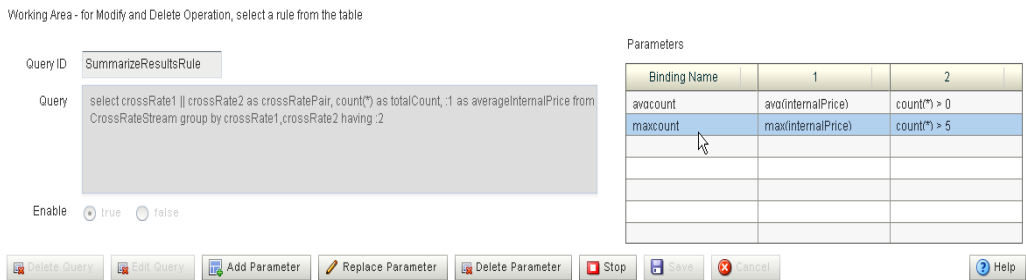 Working Area - for Modify and Delete Operation, select a rule from the table
Query ID SummarizeResultsRule
Query select crossRate1 || crossRate2 as crossRatePair, count(*) as totalCount, :1 as averageInternalPrice from
CrossRateStream group by crossRate1,crossRate2 having :2
Enable true false
Parameters
Binding Name 1 2
avgcount avg(internalPrice) count(*) > 0
maxcount max(internalPrice) count(*) > 5
Delete Query Edit Query Add Parameter Replace Parameter Delete Parameter Stop Save Cancel Help